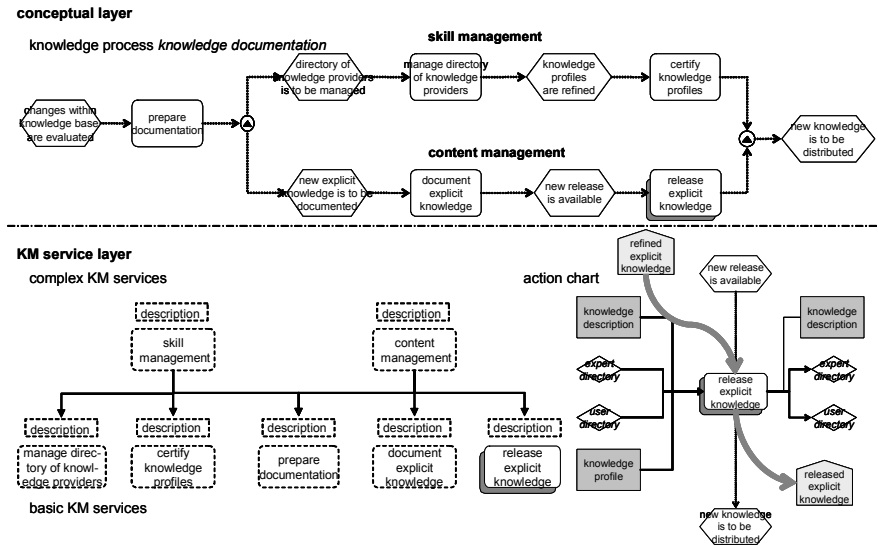 conceptual layer
knowledge process knowledge documentation
skill management
directory of
knowledge providers
is to be managed
manage directory
of knowledge
providers
knowledge
profiles
are refined
certify
knowledge
profiles
changes within
knowledge base
are evaluated
prepare
documentation
new knowledge
is to be
distributed
content management
new explicit
knowledge is to be
documented
document
explicit
knowledge
new release
is available
release
explicit
knowledge
KM service layer
complex KM services
description
skill
management
description
content
management
description
manage direc-
tory of knowl-
edge providers
description
certify
knowledge
profiles
description
prepare
documentation
description
document
explicit
knowledge
description
release
explicit
knowledge
basic KM services
action chart
refined
explicit
knowledge
new release
is available
knowledge
description
knowledge
description
expert
directory
expert
directory
release
explicit
knowledge
user
directory
user
directory
knowledge
profile
released
explicit
knowledge
new knowledge
is to be
distributed